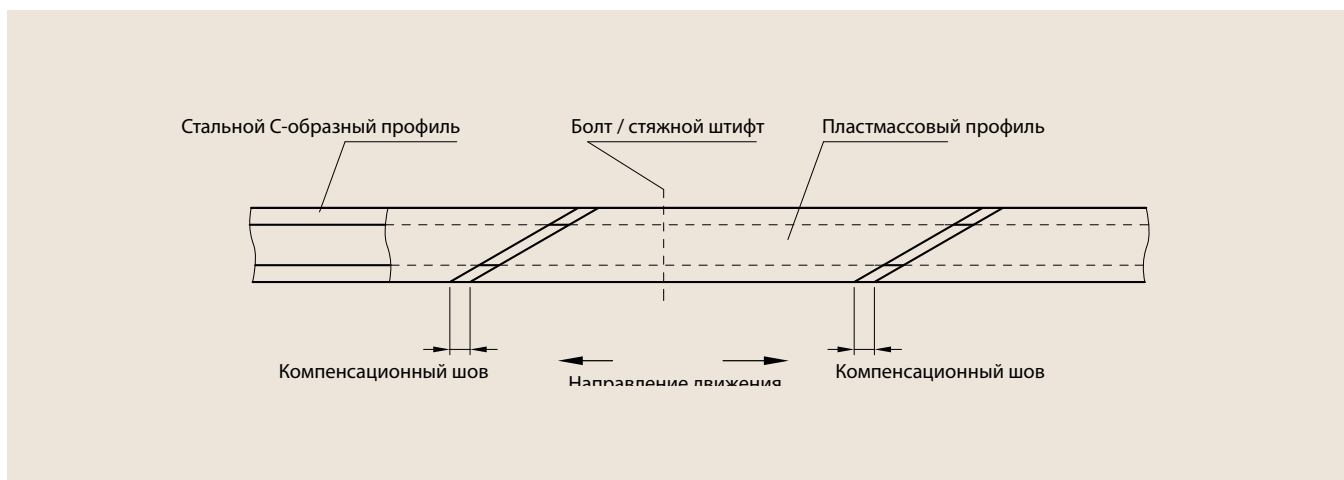 Стальной С-образный профиль
Болт / стяжной штифт
Пластмассовый профиль
Компенсационный шов
Направление движения
Компенсационный шов